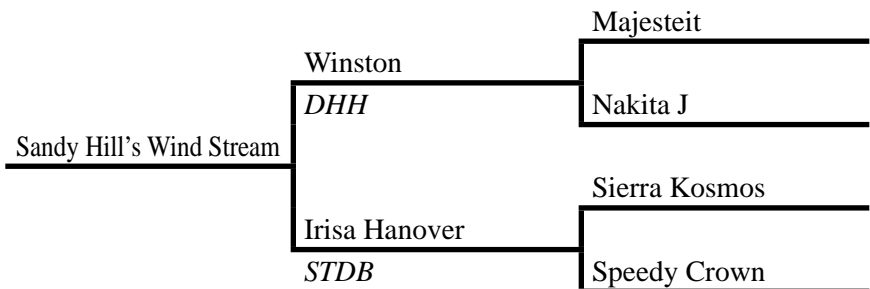 Majesteit
Winston
DHH
Nakita J
Sandy Hill's Wind Stream
Sierra Kosmos
Irisa Hanover
STDB
Speedy Crown